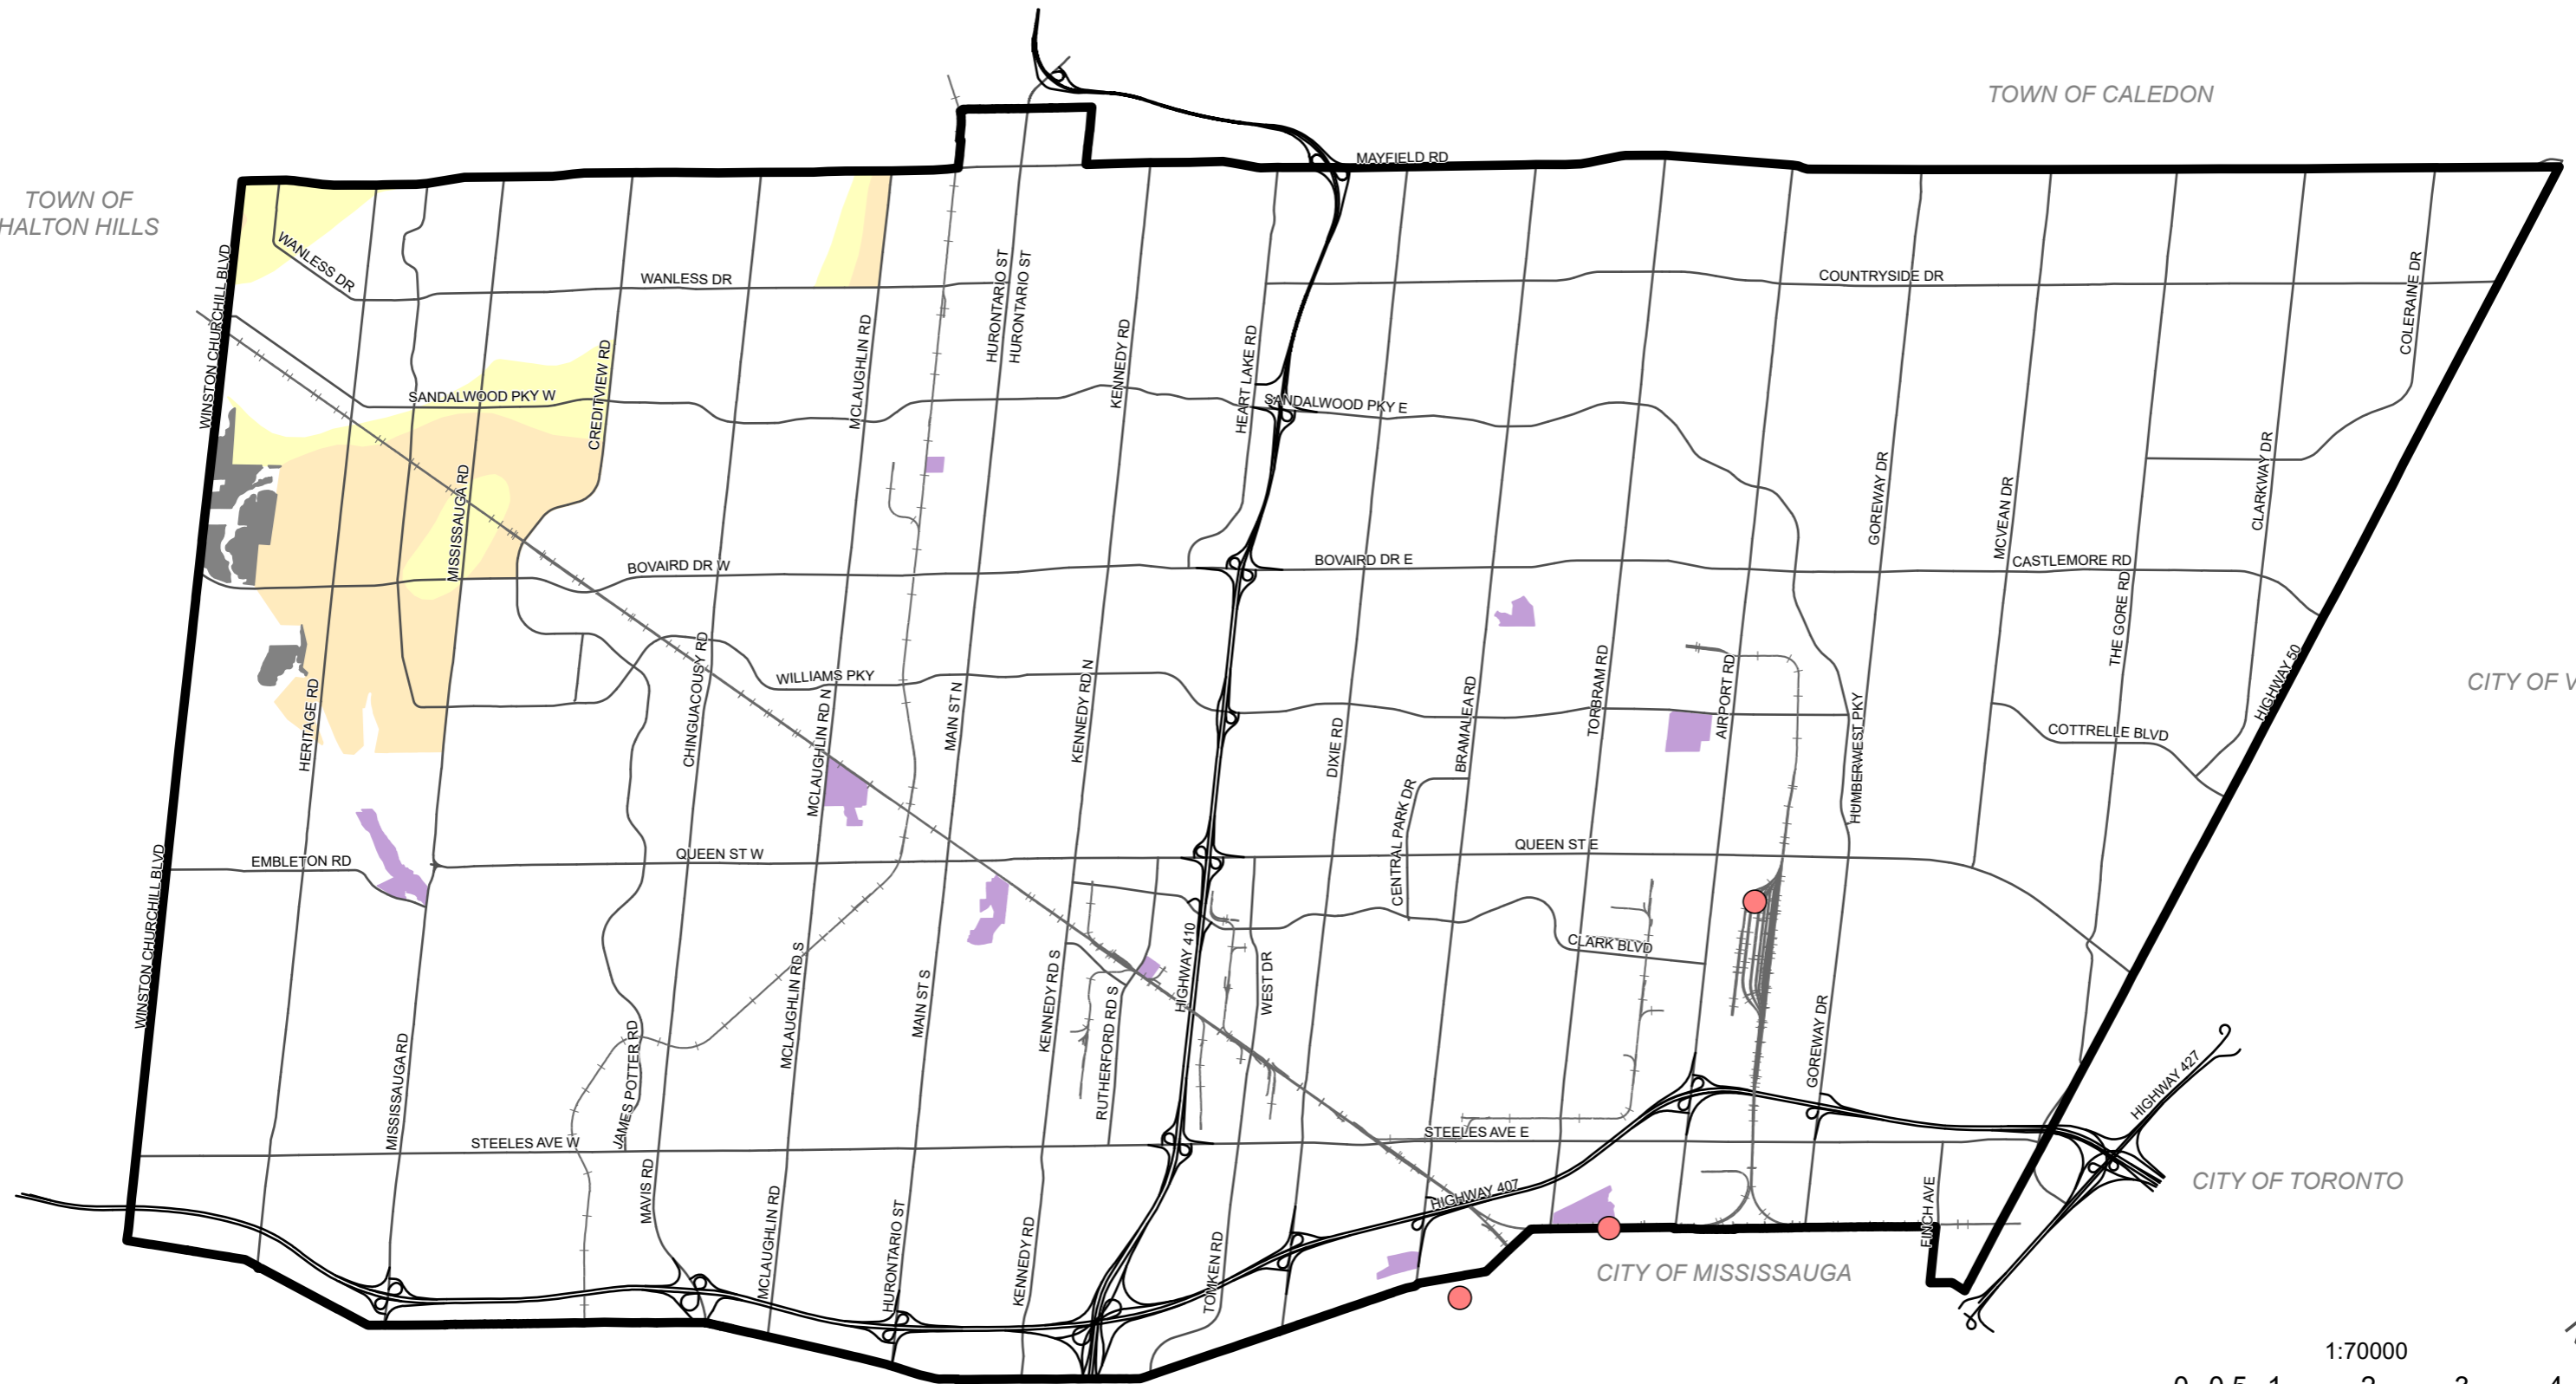 TOWN OF CALEDON
MAYFIELD RD
TOWN OF
HALTON HILLS
WINSTON CHURCHILL BLVD
WANLESS DR
WANLESS DR
HURONTARIO ST
HURONTARIO ST
COUNTRYSIDE DR
COLERAINE DR
MCLAUGHLIN RD
KENNEDY RD
HEART LAKE RD
CREDITVIEW RD
SANDALWOOD PKY W
SANDALWOOD PKY E
MISSISSAUGA RD
GOREWAY DR
MCVEAN DR
CLARKWAY DR
BOVAIRD DR W
BOVAIRD DR E
CASTLEMORE RD
THE GORE RD
HERITAGE RD
CHINGUACOUSY RD
WILLIAMS PKY
MCLAUGHLIN RD N
MAIN ST N
KENNEDY RD N
DIXIE RD
BRAMALEA RD
TORBRAM RD
AIRPORT RD
HUMBERWEST PKY
HIGHWAY 50
CITY OF V
COTTRELLE BLVD
CENTRAL PARK DR
EMBLETON RD
QUEEN ST W
QUEEN ST E
WINSTON CHURCHILL BLVD
CLARK BLVD
HIGHWAY 410
WEST DR
MCLAUGHLIN RD S
MAIN ST S
KENNEDY RD S
RUTHERFORD RD S
GOREWAY DR
JAMES POTTER RD
MISSISSAUGA RD
HIGHWAY 427
STEELES AVE W
STEELES AVE E
MAVIS RD
MCLAUGHLIN RD
HURONTARIO ST
KENNEDY RD
TOMKEN RD
HIGHWAY 407
FINCH AVE
CITY OF TORONTO
CITY OF MISSISSAUGA
1:70000
0 0.5 1 2 3 4